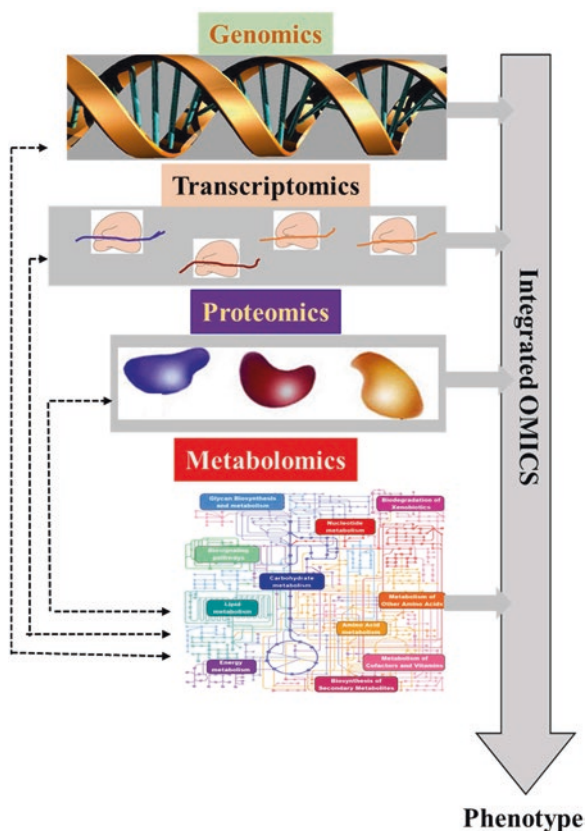 Genomics
Transcriptomics
Proteomics
Metabolomics
Glycan Biosynthesis
and metabolism
Biodegradation of
Xenobiotics
Nucleotide
metabolism
Carbohydrate
metabolism
Lipid
metabolism
Metabolism of
Other Amino Acids
Amino Acid
metabolism
Energy
metabolism
Metabolism of
Cofactors and Vitamins
Biosynthesis of
Secondary Metabolites
Integrated OMICS
Phenotype